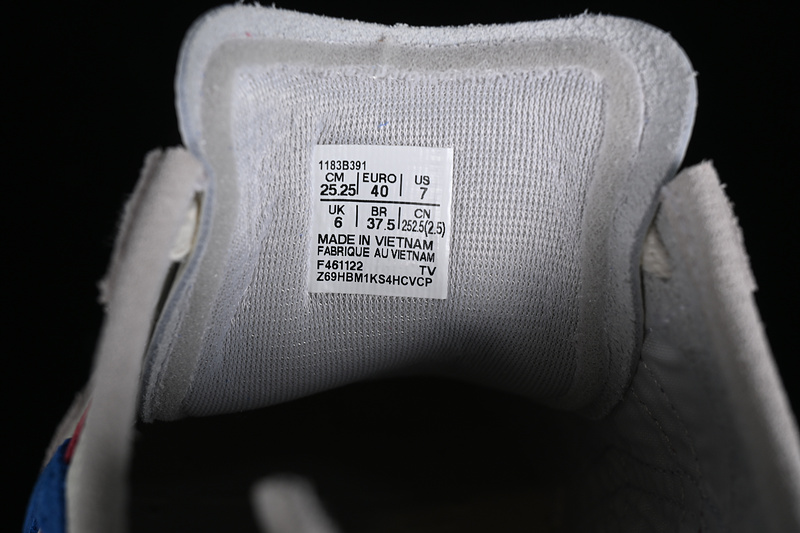 1183B391
CM EURO US
25.25 40 7
UK BR CN
6 37.5 252.5(2.5)
MADE IN VIETNAM
FABRIQUE AU VIETNAM
F461122 TV
Z69HBM1KS4HCVCP